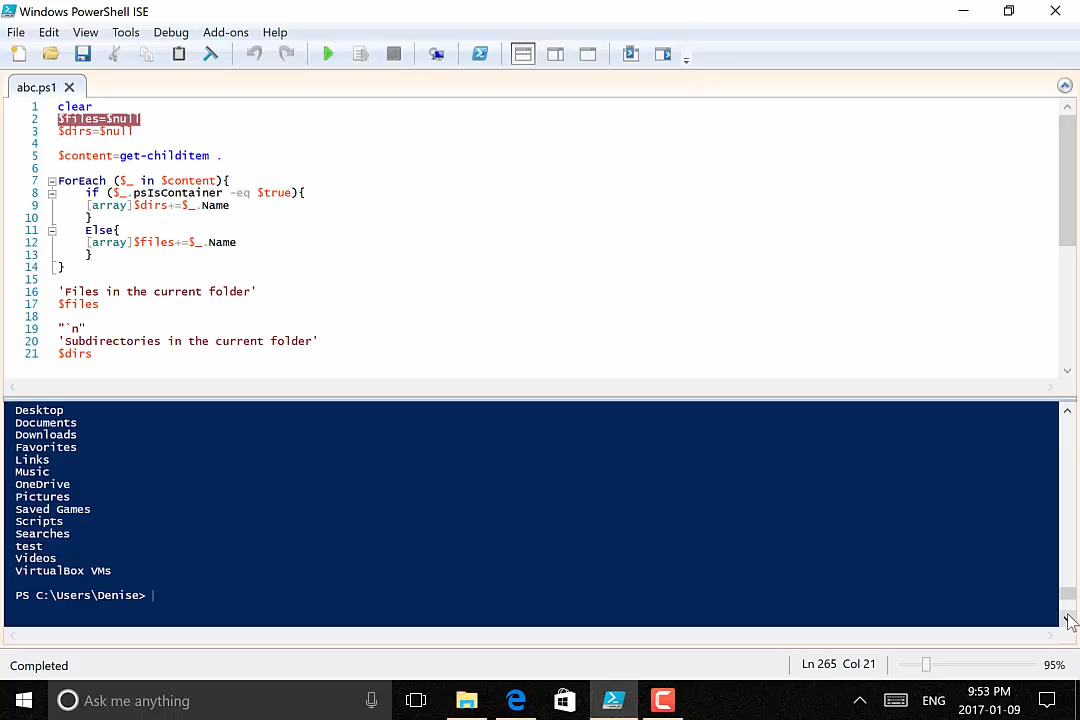 Windows PowerShell ISE
File Edit View Tools Debug Add-ons Help
abc.ps1
1 clear
2 $files=$null
3 $dirs=$null
4
5 $content=get-childitem .
6
7 ForEach ($_ in $content){
8 if ($_.psIsContainer -eq $true){
9 [array]$dirs+=$_.Name
10 }
11 Else{
12 [array]$files+=$_.Name
13 }
14 }
15
16 'Files in the current folder'
17 $files
18
19 "`n"
20 'Subdirectories in the current folder'
21 $dirs
Desktop
Documents
Downloads
Favorites
Links
Music
OneDrive
Pictures
Saved Games
Scripts
Searches
test
Videos
VirtualBox VMs
PS C:\Users\Denise>
Completed
Ln 265 Col 21
95%
Ask me anything
ENG
9:53 PM
2017-01-09